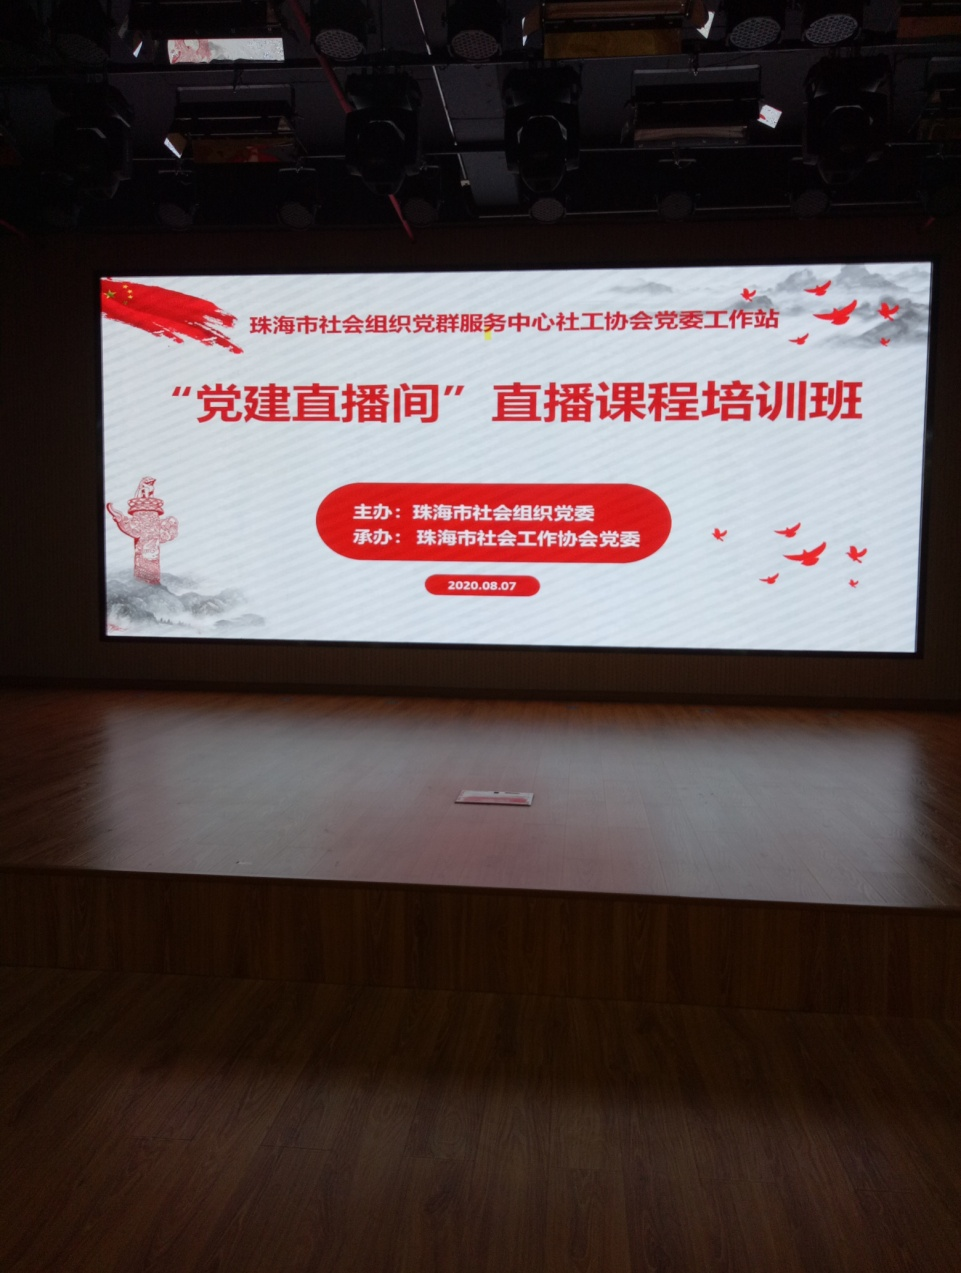 珠海市社会组织党群服务中心社工协会党委工作站
“党建直播间”直播课程培训班
主办：珠海市社会组织党委
承办：珠海市社会工作协会党委
2020.08.07